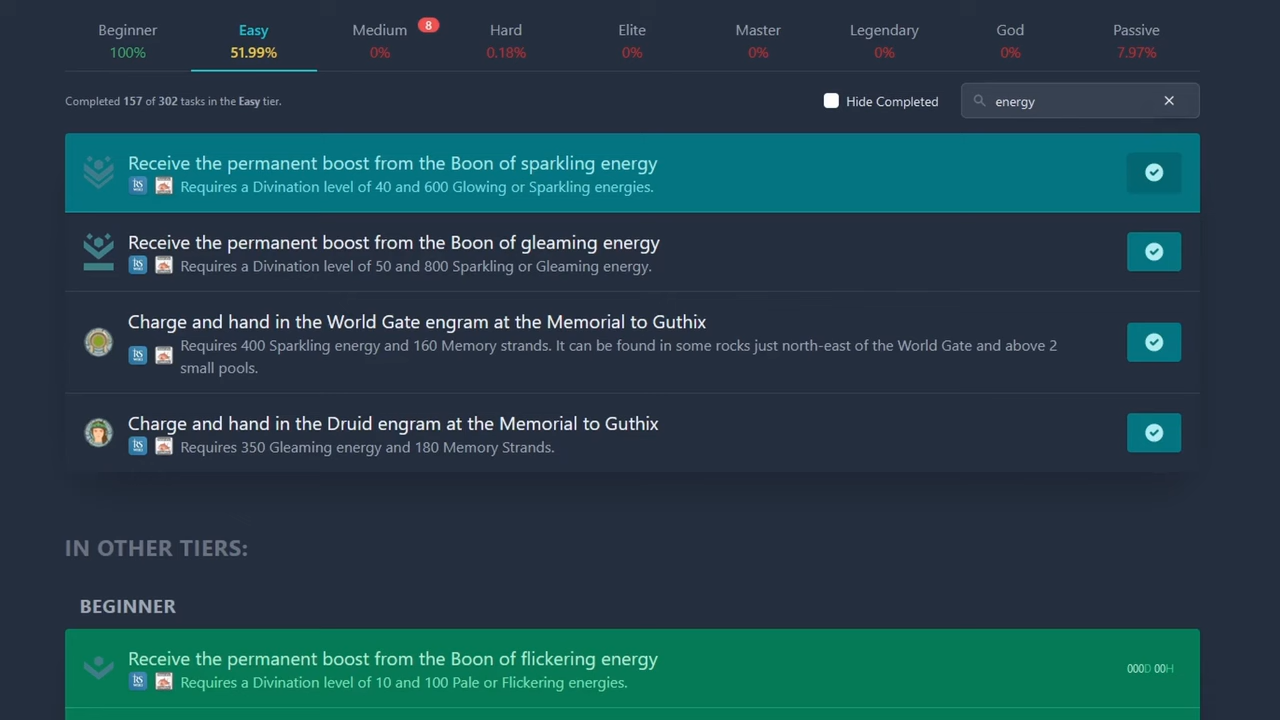 Beginner Easy Medium 8 Hard Elite Master Legendary God Passive
100% 51.99% 0% 0.18% 0% 0% 0% 0% 7.97%
Completed 157 of 302 tasks in the Easy tier.
Hide Completed
energy
Receive the permanent boost from the Boon of sparkling energy
Requires a Divination level of 40 and 600 Glowing or Sparkling energies.
Receive the permanent boost from the Boon of gleaming energy
Requires a Divination level of 50 and 800 Sparkling or Gleaming energy.
Charge and hand in the World Gate engram at the Memorial to Guthix
Requires 400 Sparkling energy and 160 Memory strands. It can be found in some rocks just north-east of the World Gate and above 2
small pools.
Charge and hand in the Druid engram at the Memorial to Guthix
Requires 350 Gleaming energy and 180 Memory Strands.
IN OTHER TIERS:
BEGINNER
Receive the permanent boost from the Boon of flickering energy
Requires a Divination level of 10 and 100 Pale or Flickering energies.
000D 00H